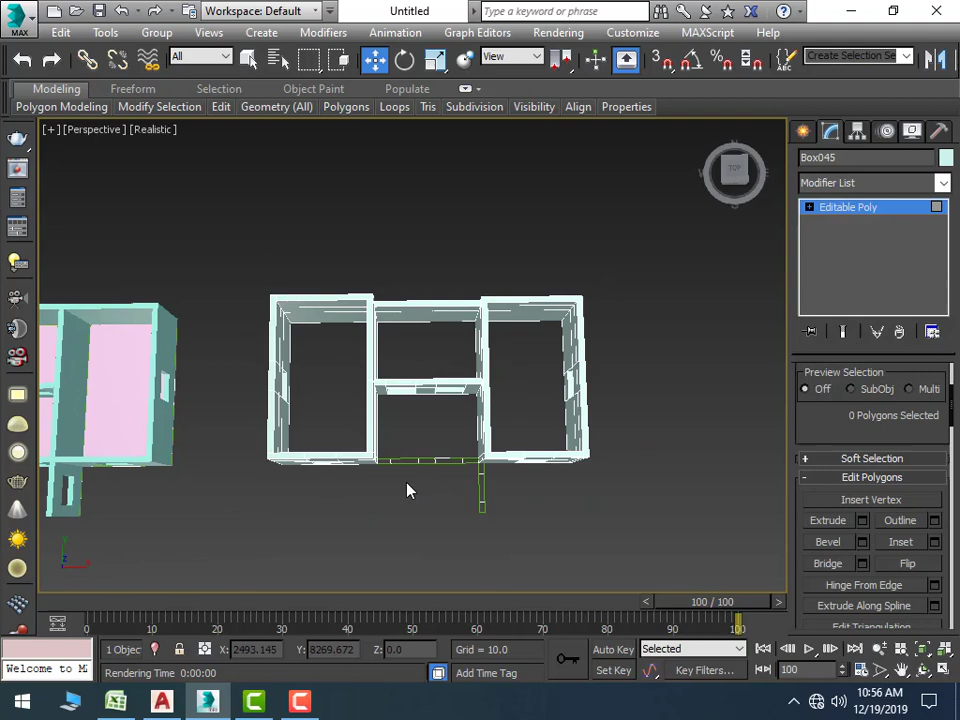 MAX
Workspace: Default
Untitled
Type a keyword or phrase
Edit Tools Group Views Create Modifiers Animation Graph Editors Rendering Customize MAXScript Help
All
View
3
Create Selection Se
Modeling Freeform Selection Object Paint Populate
Polygon Modeling Modify Selection Edit Geometry (All) Polygons Loops Tris Subdivision Visibility Align Properties
[+] [Perspective] [Realistic]
TOP
Box045
Modifier List
Editable Poly
Preview Selection
Off SubObj Multi
0 Polygons Selected
+ Soft Selection
- Edit Polygons
Insert Vertex
Extrude Outline
Bevel Inset
Bridge Flip
Hinge From Edge
Extrude Along Spline
Edit Triangulation
y
z
x
< 100 / 100 >
0 10 20 30 40 50 60 70 80 90 100
1 Objec X: 2493.145 Y: 8269.672 Z: 0.0 Grid = 10.0 Auto Key Selected
Welcome to M Rendering Time 0:00:00 Add Time Tag Set Key Key Filters... 100
10:56 AM
12/19/2019